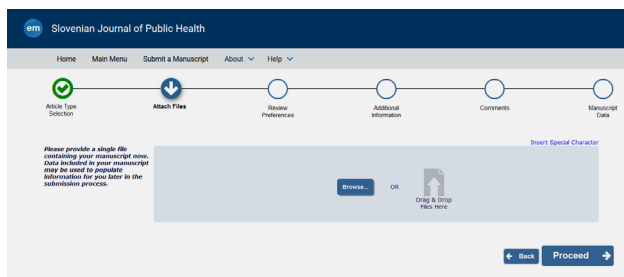 em Slovenian Journal of Public Health
Home Main Menu Submit a Manuscript About Help
Article Type
Selection
Attach Files
Review
Preferences
Additional
Information
Comments
Manuscript
Data
Insert Special Character
Please provide a single file
containing your manuscript now.
Data included in your manuscript
may be used to populate
information for you later in the
submission process.
Browse... OR
Drag & Drop
Files Here
Back Proceed